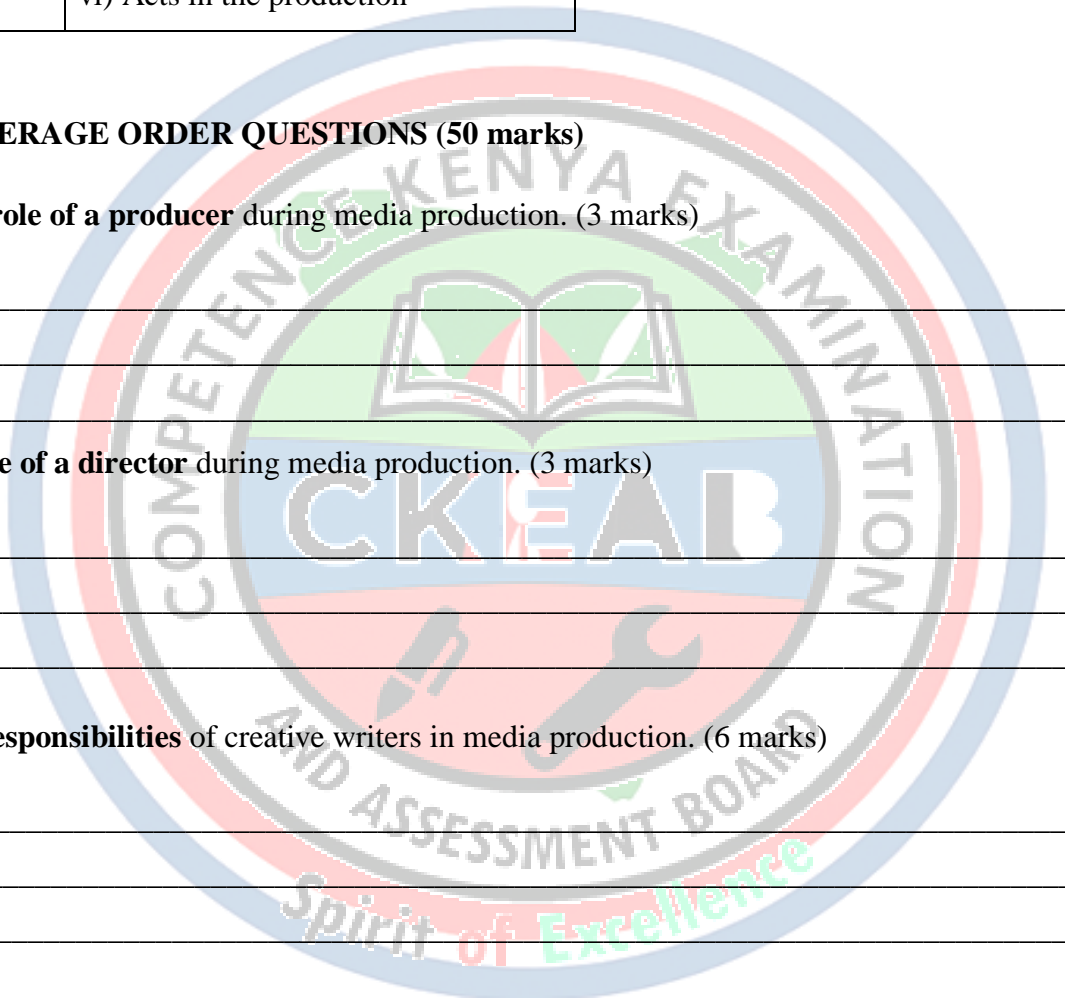 vi) Acts in the production
ERAGE ORDER QUESTIONS (50 marks)
role of a producer during media production. (3 marks)
e of a director during media production. (3 marks)
esponsibilities of creative writers in media production. (6 marks)
COMPETENCE KENYA EXAMINATION
CKEAB
AND ASSESSMENT BOARD
Spirit of Excellence